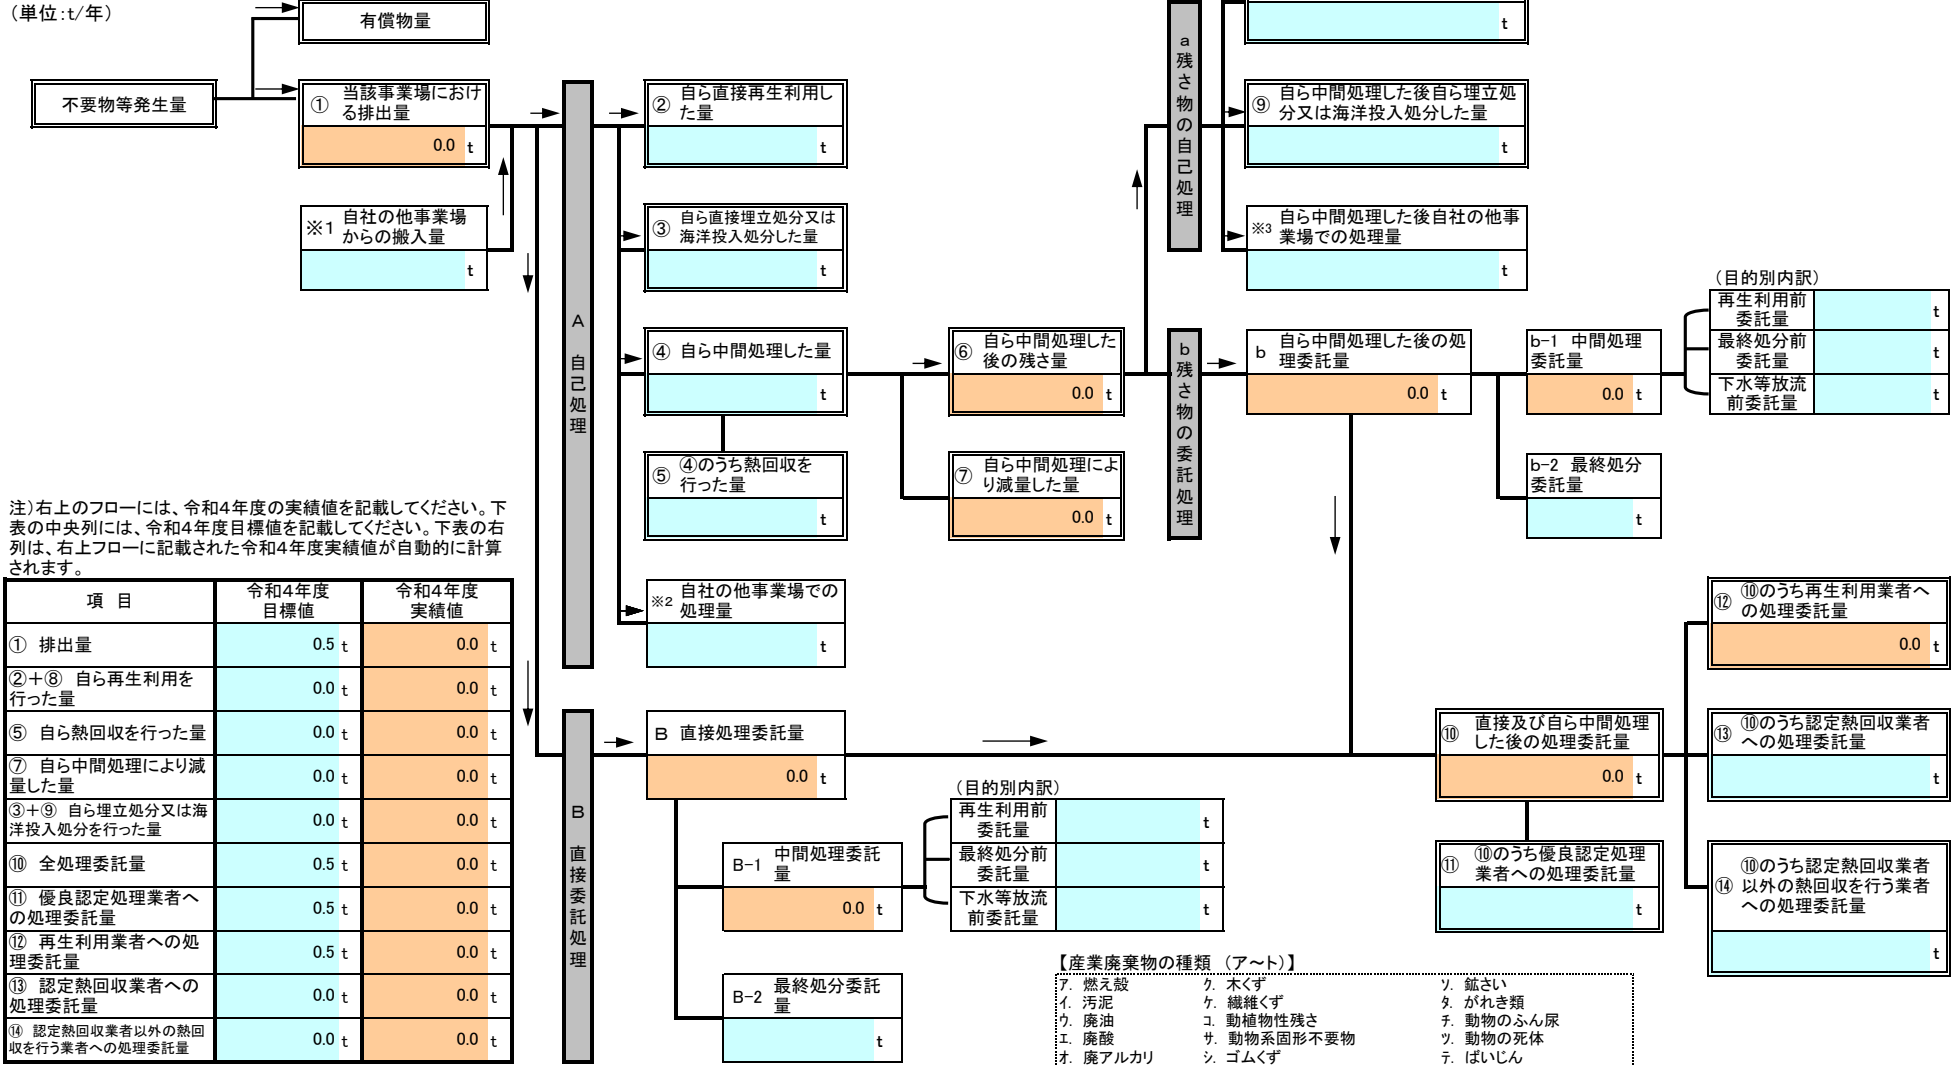 （単位：t/年）
有償物量
t
不要物等発生量
①
当該事業場におけ
る排出量
0.0 t
※1
自社の他事業場
からの搬入量
t
A 自己処理
②
自ら直接再生利用し
た量
t
③
自ら直接埋立処分又は
海洋投入処分した量
t
④ 自ら中間処理した量
t
⑤
④のうち熱回収を
行った量
t
※2
自社の他事業場での
処理量
t
⑥
自ら中間処理した
後の残さ量
0.0 t
⑦
自ら中間処理によ
り減量した量
0.0 t
a 残さ物の自己処理
⑨
自ら中間処理した後自ら埋立処
分又は海洋投入処分した量
t
※3
自ら中間処理した後自社の他事
業場での処理量
t
b 残さ物の委託処理
b
自ら中間処理した後の処
理委託量
0.0 t
b-1 中間処理
委託量
0.0 t
b-2 最終処分
委託量
t
（目的別内訳）
再生利用前
委託量
t
最終処分前
委託量
t
下水等放流
前委託量
t
注）右上のフローには、令和4年度の実績値を記載してください。下
表の中央列には、令和4年度目標値を記載してください。下表の右
列は、右上フローに記載された令和4年度実績値が自動的に計算
されます。
項 目
令和4年度
目標値
令和4年度
実績値
① 排出量
0.5 t 0.0 t
②＋⑧ 自ら再生利用を
行った量
0.0 t 0.0 t
⑤ 自ら熱回収を行った量
0.0 t 0.0 t
⑦ 自ら中間処理により減
量した量
0.0 t 0.0 t
③＋⑨ 自ら埋立処分又は海
洋投入処分を行った量
0.0 t 0.0 t
⑩ 全処理委託量
0.5 t 0.0 t
⑪ 優良認定処理業者へ
の処理委託量
0.5 t 0.0 t
⑫ 再生利用業者への処
理委託量
0.5 t 0.0 t
⑬ 認定熱回収業者への
処理委託量
0.0 t 0.0 t
⑭ 認定熱回収業者以外の熱回
収を行う業者への処理委託量
0.0 t 0.0 t
B 直接委託処理
B 直接処理委託量
0.0 t
B-1
中間処理委託
量
0.0 t
B-2
最終処分委託
量
t
（目的別内訳）
再生利用前
委託量
t
最終処分前
委託量
t
下水等放流
前委託量
t
⑩
直接及び自ら中間処理
した後の処理委託量
0.0 t
⑪
⑩のうち優良認定処理
業者への処理委託量
t
⑫
⑩のうち再生利用業者へ
の処理委託量
0.0 t
⑬
⑩のうち認定熱回収業者
への処理委託量
t
⑭
⑩のうち認定熱回収業者
以外の熱回収を行う業者
への処理委託量
t
【産業廃棄物の種類 （ア～ト）】
ア. 燃え殻 ク. 木くず ソ. 鉱さい
イ. 汚泥 ケ. 繊維くず タ. がれき類
ウ. 廃油 コ. 動植物性残さ チ. 動物のふん尿
エ. 廃酸 サ. 動物系固形不要物 ツ. 動物の死体
オ. 廃アルカリ シ. ゴムくず テ. ばいじん